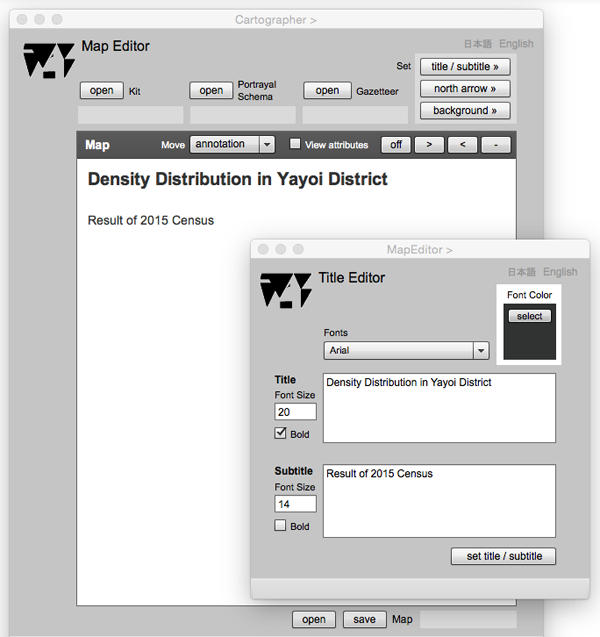 Cartographer >
Map Editor
日本語 English
Set
title / subtitle »
open Kit
open Portrayal Schema
open Gazetteer
north arrow »
background »
Map
Move annotation
View attributes
off > < -
Density Distribution in Yayoi District
Result of 2015 Census
MapEditor >
Title Editor
日本語 English
Font Color
select
Fonts
Arial
Title
Font Size
20
Bold
Density Distribution in Yayoi District
Subtitle
Font Size
14
Bold
Result of 2015 Census
set title / subtitle
open save Map